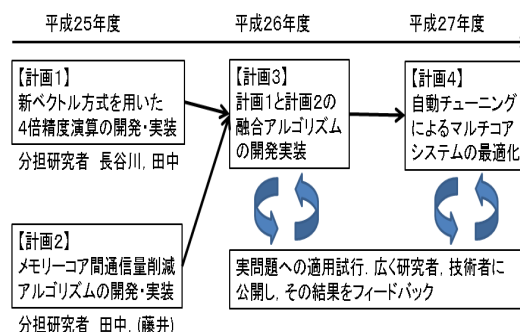 平成25年度
平成26年度
平成27年度
【計画1】
新ベクトル方式を用いた
4倍精度演算の開発・実装
分担研究者 長谷川, 田中
【計画2】
メモリーコア間通信量削減
アルゴリズムの開発・実装
分担研究者 田中, (藤井)
【計画3】
計画1と計画2の
融合アルゴリズム
の開発実装
【計画4】
自動チューニング
によるマルチコア
システムの最適化
実問題への適用試行. 広く研究者, 技術者に
公開し, その結果をフィードバック